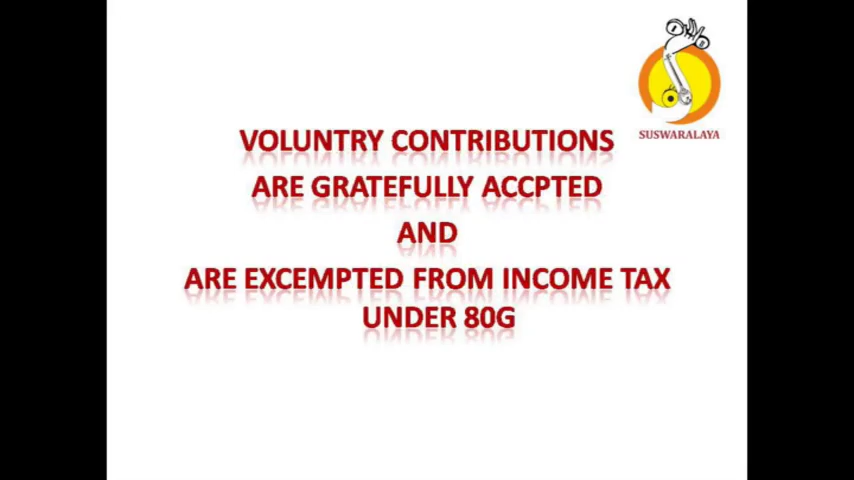 SUSWARALAYA
VOLUNTRY CONTRIBUTIONS
ARE GRATEFULLY ACCPTED
AND
ARE EXCEMPTED FROM INCOME TAX
UNDER 80G